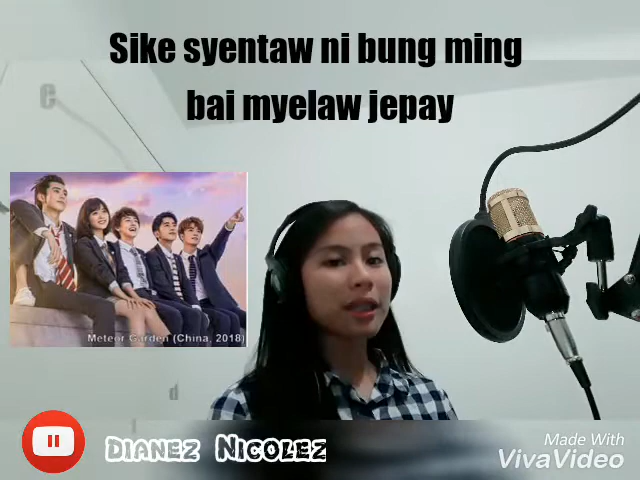 Sike syentaw ni bung ming
bai myelaw jepay
e
Meteor Garden (China, 2018)
d
DIANEZ NICOLEZ
Made With
VivaVideo